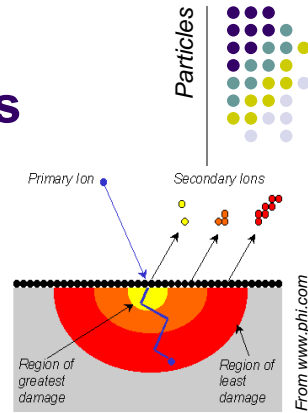 Particles
s
Primary Ion
Secondary Ions
Region of
greatest
damage
Region of
least
damage
From www.phi.com